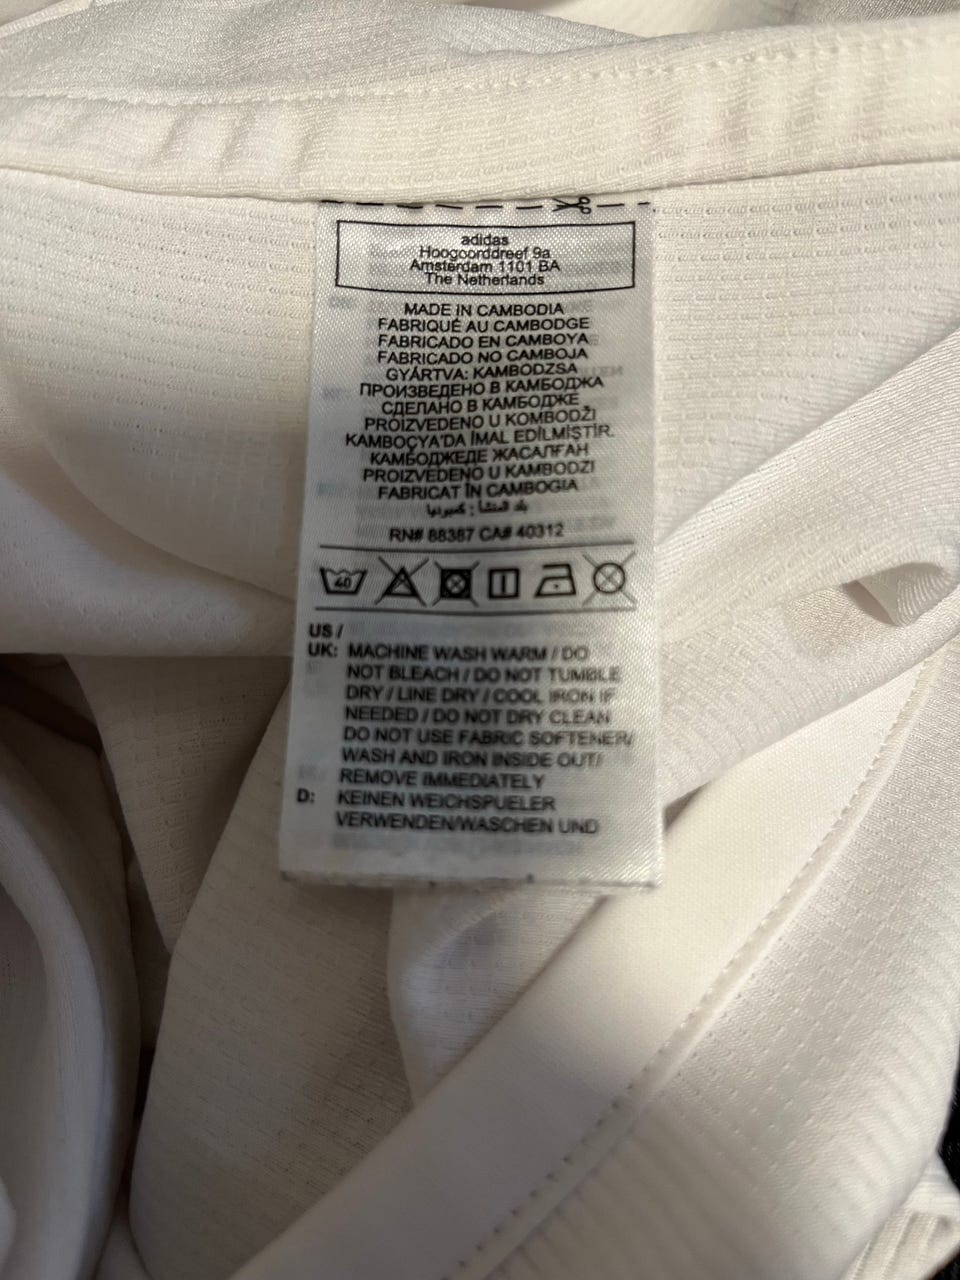 adidas
Hoogoorddreef 9a
Amsterdam 1101 BA
The Netherlands
MADE IN CAMBODIA
FABRIQUÉ AU CAMBODGE
FABRICADO EN CAMBOYA
FABRICADO NO CAMBOJA
GYÁRTVA: KAMBODZSA
ПРОИЗВЕДЕНО В КАМБОДЖА
СДЕЛАНО В КАМБОДЖЕ
PROIZVEDENO U KOMBODŽI
KAMBOÇYA'DA İMAL EDİLMİŞTİR.
КАМБОДЖЕДЕ ЖАСАЛҒАН
PROIZVEDENO U KAMBODZI
FABRICAT ÎN CAMBOGIA
بلد المنشأ : كمبوديا
RN# 88387 CA# 40312
40
US /
UK: MACHINE WASH WARM / DO
NOT BLEACH / DO NOT TUMBLE
DRY / LINE DRY / COOL IRON IF
NEEDED / DO NOT DRY CLEAN
DO NOT USE FABRIC SOFTENER/
WASH AND IRON INSIDE OUT/
REMOVE IMMEDIATELY
D: KEINEN WEICHSPUELER
VERWENDEN/WASCHEN UND